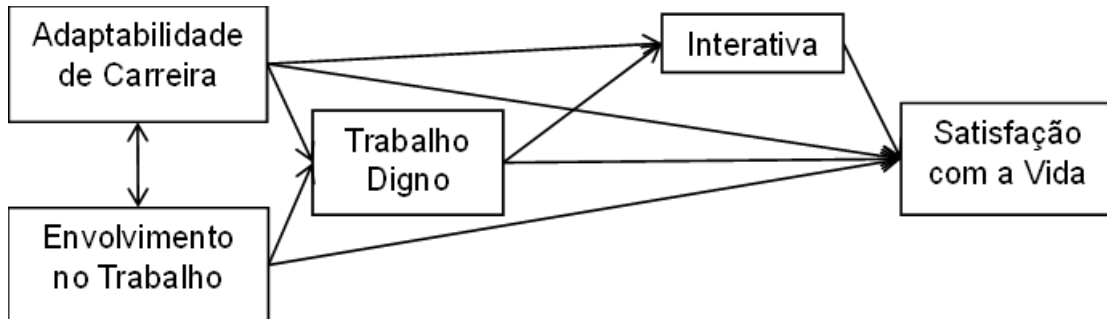 Adaptabilidade
de Carreira
Interativa
Trabalho
Digno
Satisfação
com a Vida
Envolvimento
no Trabalho